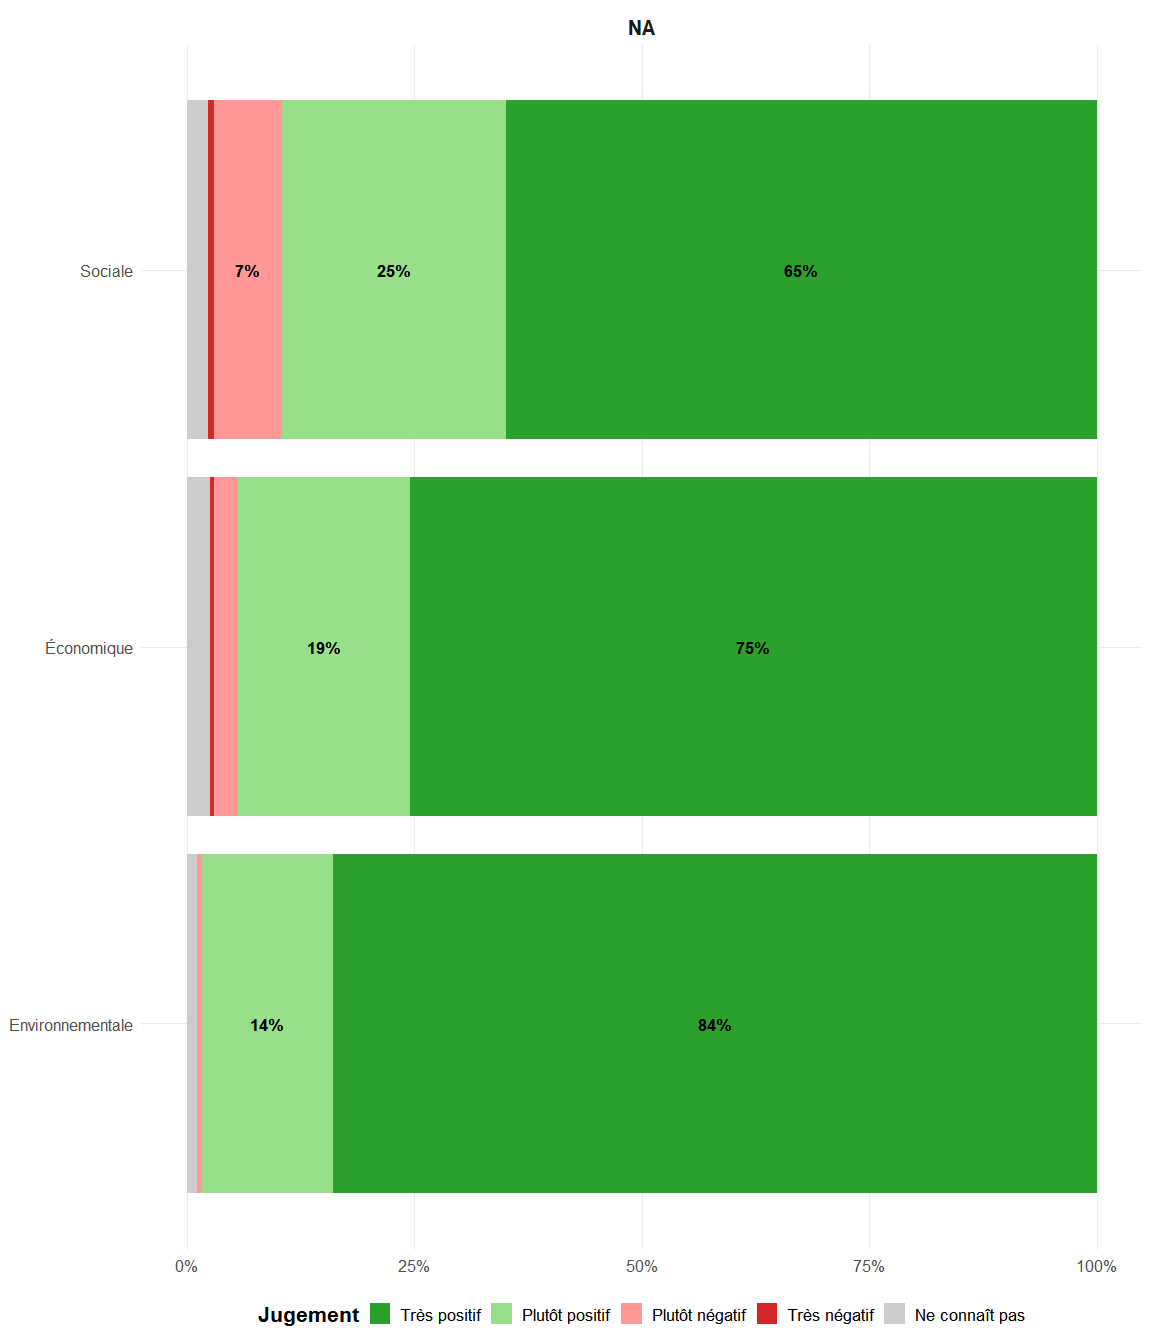 NA
Sociale
7%
25%
65%
Économique
19%
75%
Environnementale
14%
84%
0%
25%
50%
75%
100%
Jugement Très positif Plutôt positif Plutôt négatif Très négatif Ne connaît pas